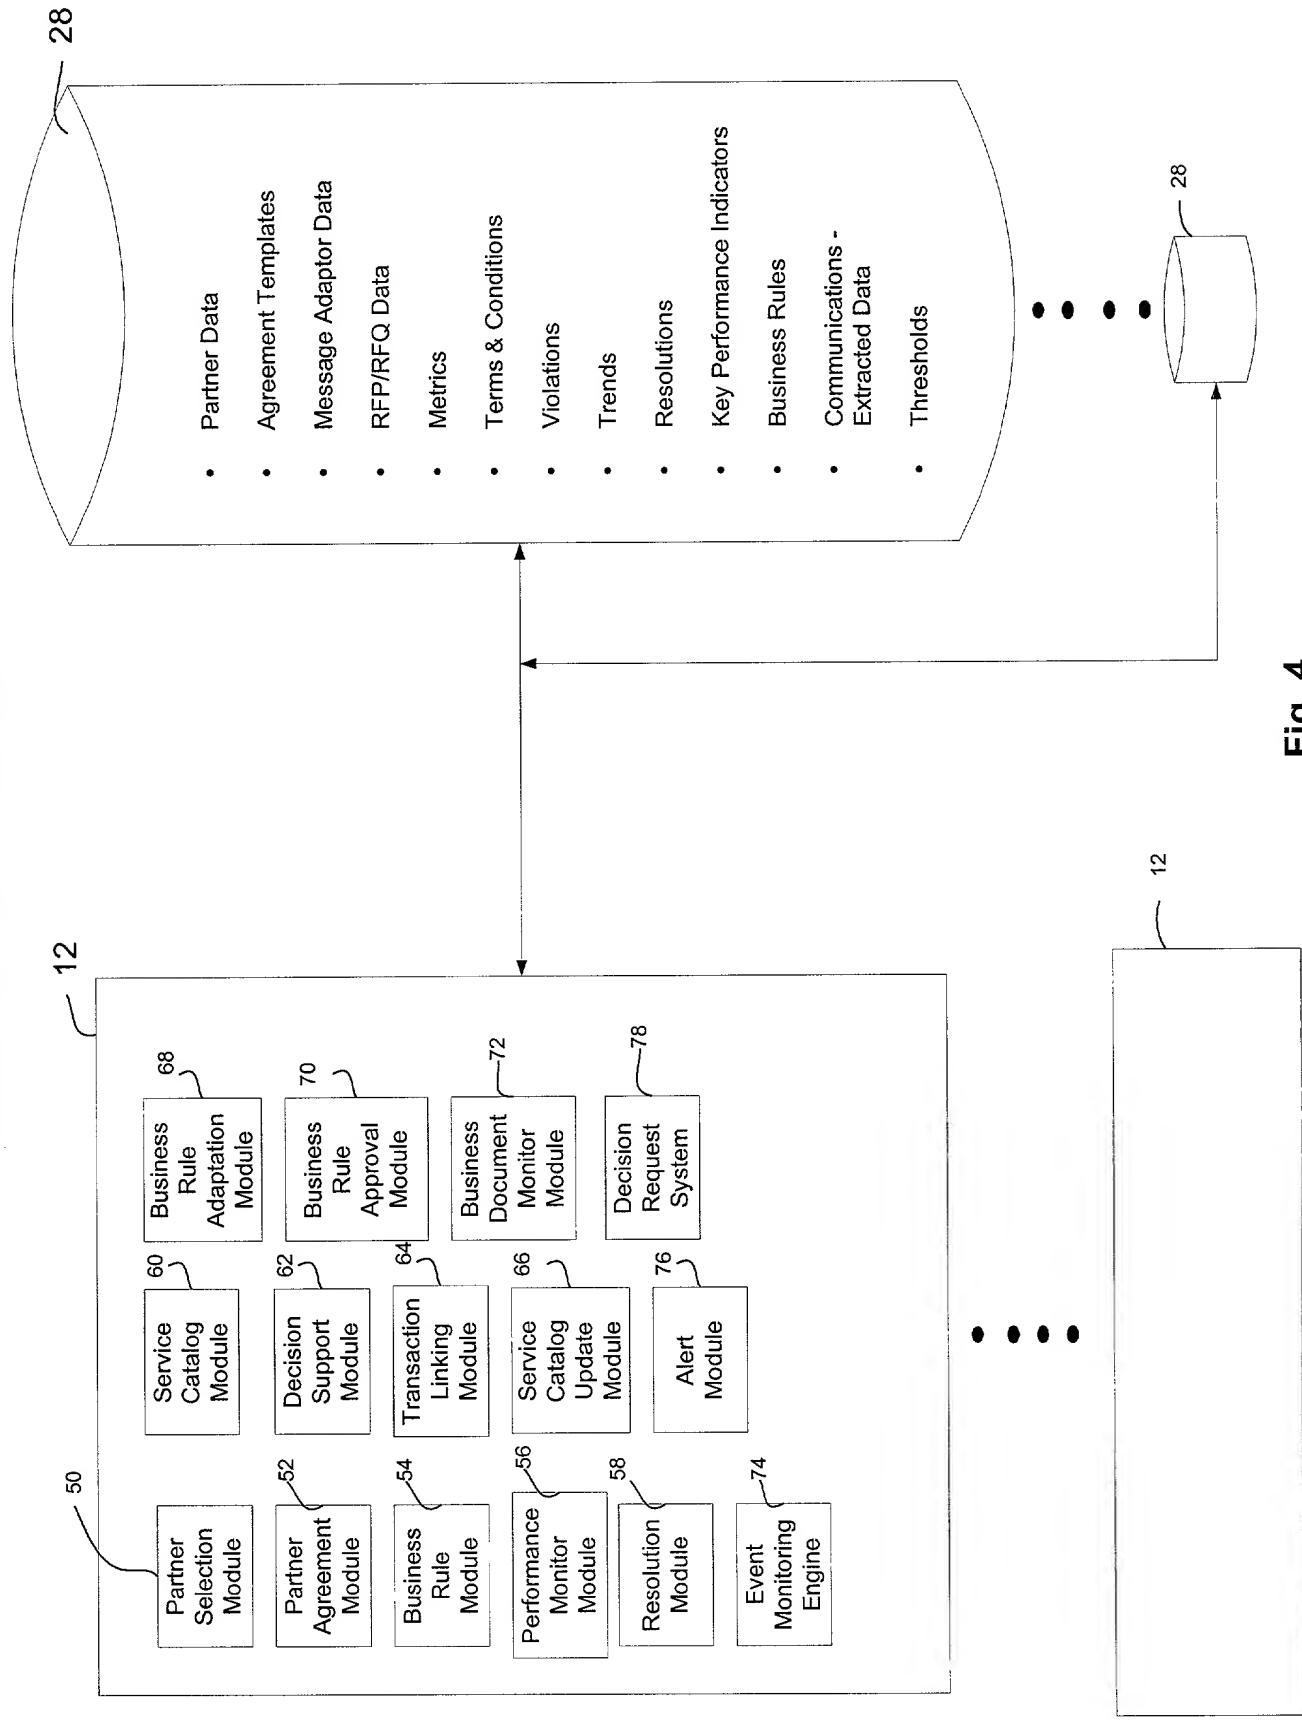 12
50
Partner
Selection
Module
52
Partner
Agreement
Module
54
Business
Rule
Module
56
Performance
Monitor
Module
58
Resolution
Module
74
Event
Monitoring
Engine
60
Service
Catalog
Module
62
Decision
Support
Module
64
Transaction
Linking
Module
66
Service
Catalog
Update
Module
76
Alert
Module
68
Business
Rule
Adaptation
Module
70
Business
Rule
Approval
Module
72
Business
Document
Monitor
Module
78
Decision
Request
System
12
28
• Partner Data
• Agreement Templates
• Message Adaptor Data
• RFP/RFQ Data
• Metrics
• Terms & Conditions
• Violations
• Trends
• Resolutions
• Key Performance Indicators
• Business Rules
• Communications -
Extracted Data
• Thresholds
28
Fig. 4